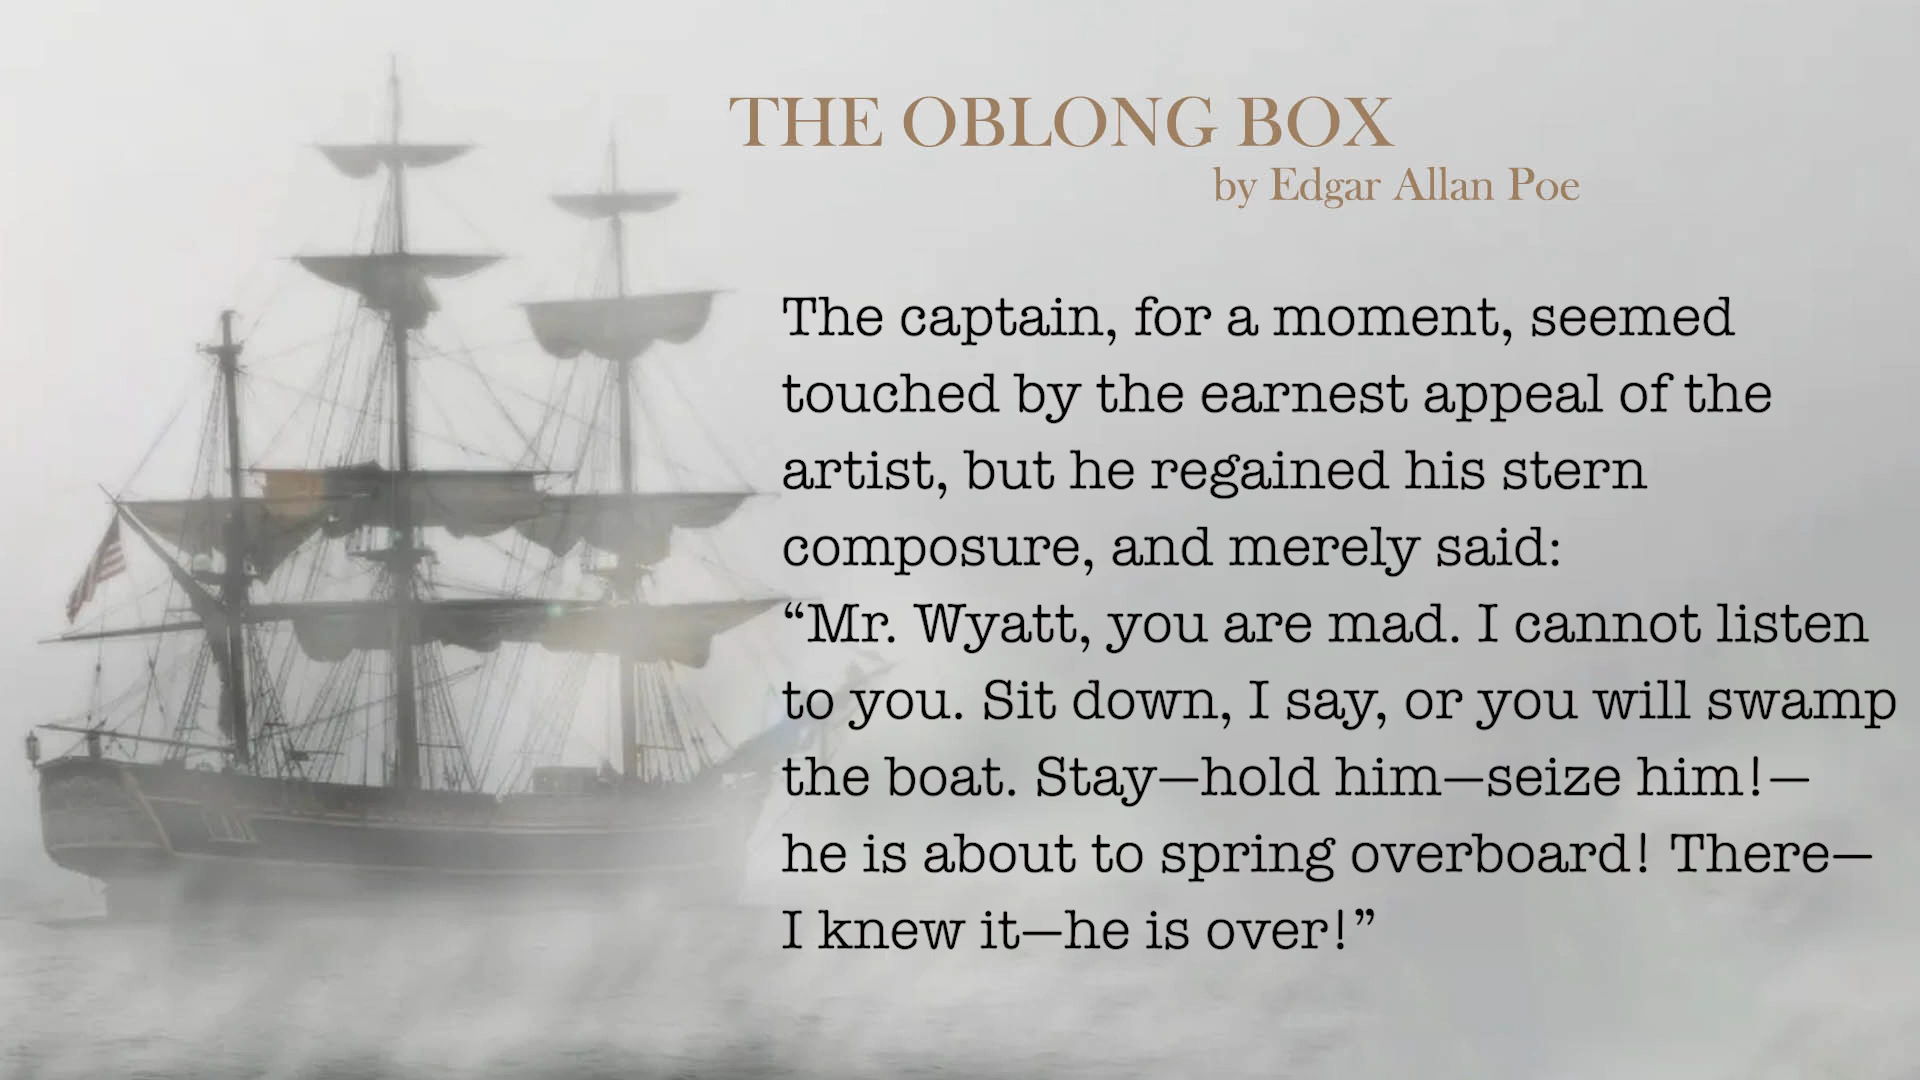 THE OBLONG BOX
by Edgar Allan Poe
The captain, for a moment, seemed
touched by the earnest appeal of the
artist, but he regained his stern
composure, and merely said:
“Mr. Wyatt, you are mad. I cannot listen
to you. Sit down, I say, or you will swamp
the boat. Stay—hold him—seize him!—
he is about to spring overboard! There—
I knew it—he is over!”